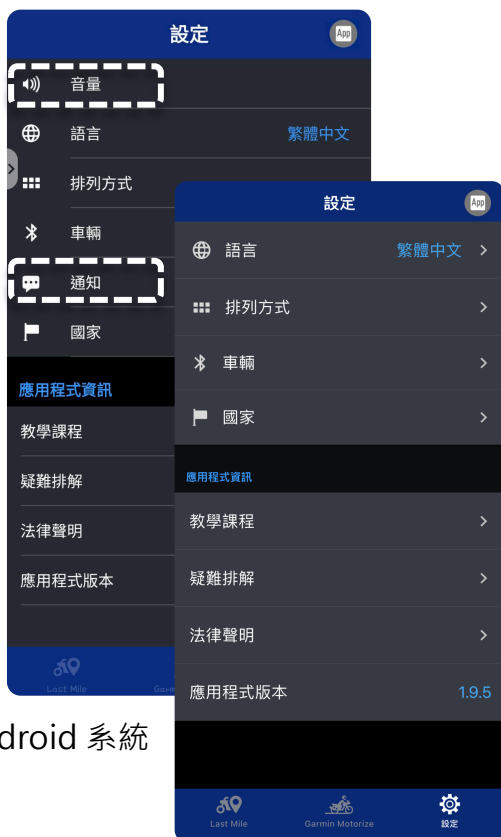 設定
App
音量
語言
繁體中文
排列方式
車輛
通知
國家
應用程式資訊
教學課程
疑難排解
法律聲明
應用程式版本
Last Mile
droid 系統
設定
App
語言
繁體中文
排列方式
車輛
國家
應用程式資訊
教學課程
疑難排解
法律聲明
應用程式版本
1.9.5
Last Mile
Garmin Motorize
設定